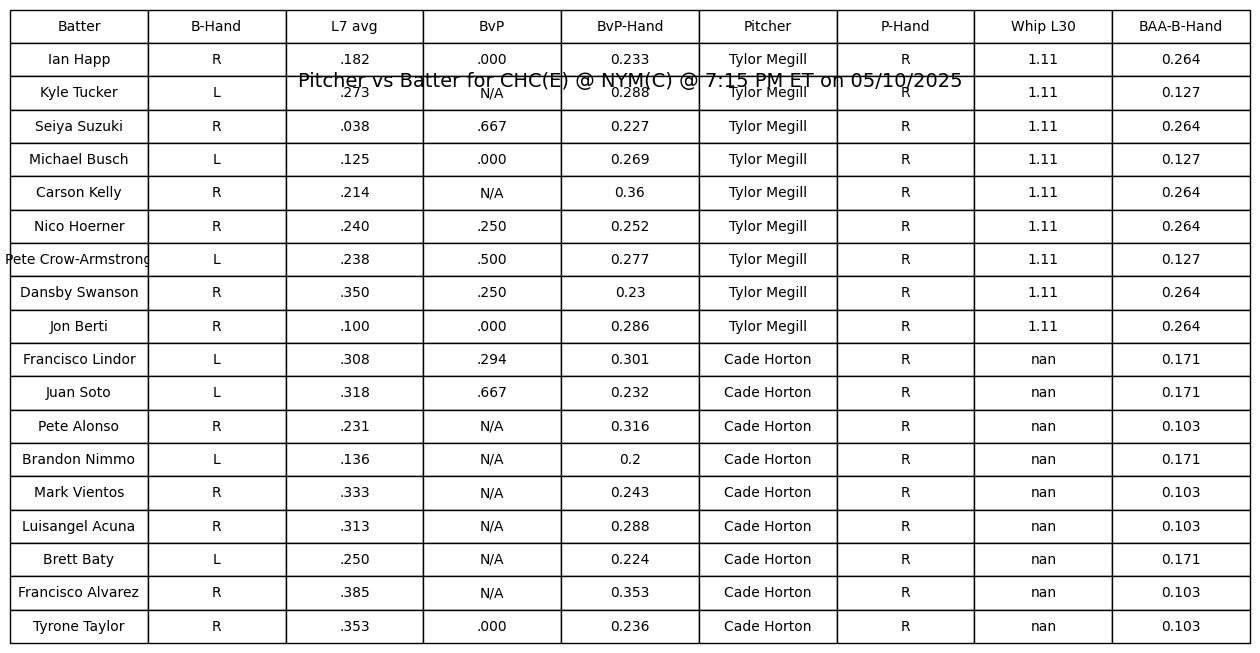 Batter B-Hand L7 avg BvP BvP-Hand Pitcher P-Hand Whip L30 BAA-B-Hand
Ian Happ R .182 .000 0.233 Tylor Megill R 1.11 0.264
Pitcher vs Batter for CHC(E) @ NYM(C) @ 7:15 PM ET on 05/10/2025
Kyle Tucker L .273 N/A 0.288 Tylor Megill R 1.11 0.127
Seiya Suzuki R .038 .667 0.227 Tylor Megill R 1.11 0.264
Michael Busch L .125 .000 0.269 Tylor Megill R 1.11 0.127
Carson Kelly R .214 N/A 0.36 Tylor Megill R 1.11 0.264
Nico Hoerner R .240 .250 0.252 Tylor Megill R 1.11 0.264
Pete Crow-Armstrong L .238 .500 0.277 Tylor Megill R 1.11 0.127
Dansby Swanson R .350 .250 0.23 Tylor Megill R 1.11 0.264
Jon Berti R .100 .000 0.286 Tylor Megill R 1.11 0.264
Francisco Lindor L .308 .294 0.301 Cade Horton R nan 0.171
Juan Soto L .318 .667 0.232 Cade Horton R nan 0.171
Pete Alonso R .231 N/A 0.316 Cade Horton R nan 0.103
Brandon Nimmo L .136 N/A 0.2 Cade Horton R nan 0.171
Mark Vientos R .333 N/A 0.243 Cade Horton R nan 0.103
Luisangel Acuna R .313 N/A 0.288 Cade Horton R nan 0.103
Brett Baty L .250 N/A 0.224 Cade Horton R nan 0.171
Francisco Alvarez R .385 N/A 0.353 Cade Horton R nan 0.103
Tyrone Taylor R .353 .000 0.236 Cade Horton R nan 0.103